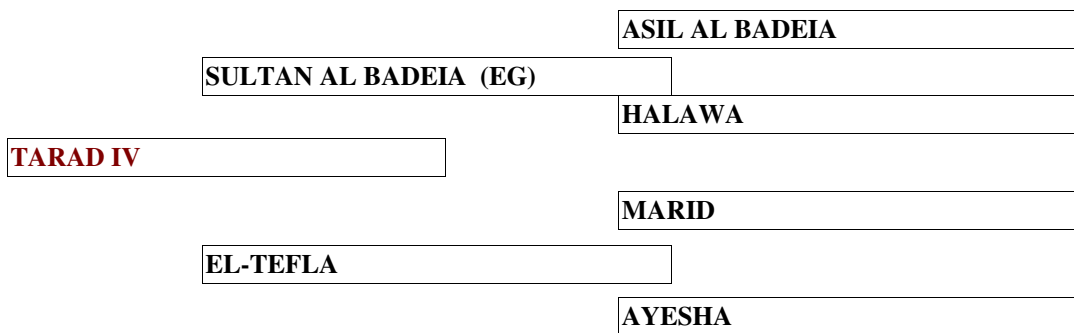 ASIL AL BADEIA
SULTAN AL BADEIA (EG)
HALAWA
TARAD IV
MARID
EL-TEFLA
AYESHA